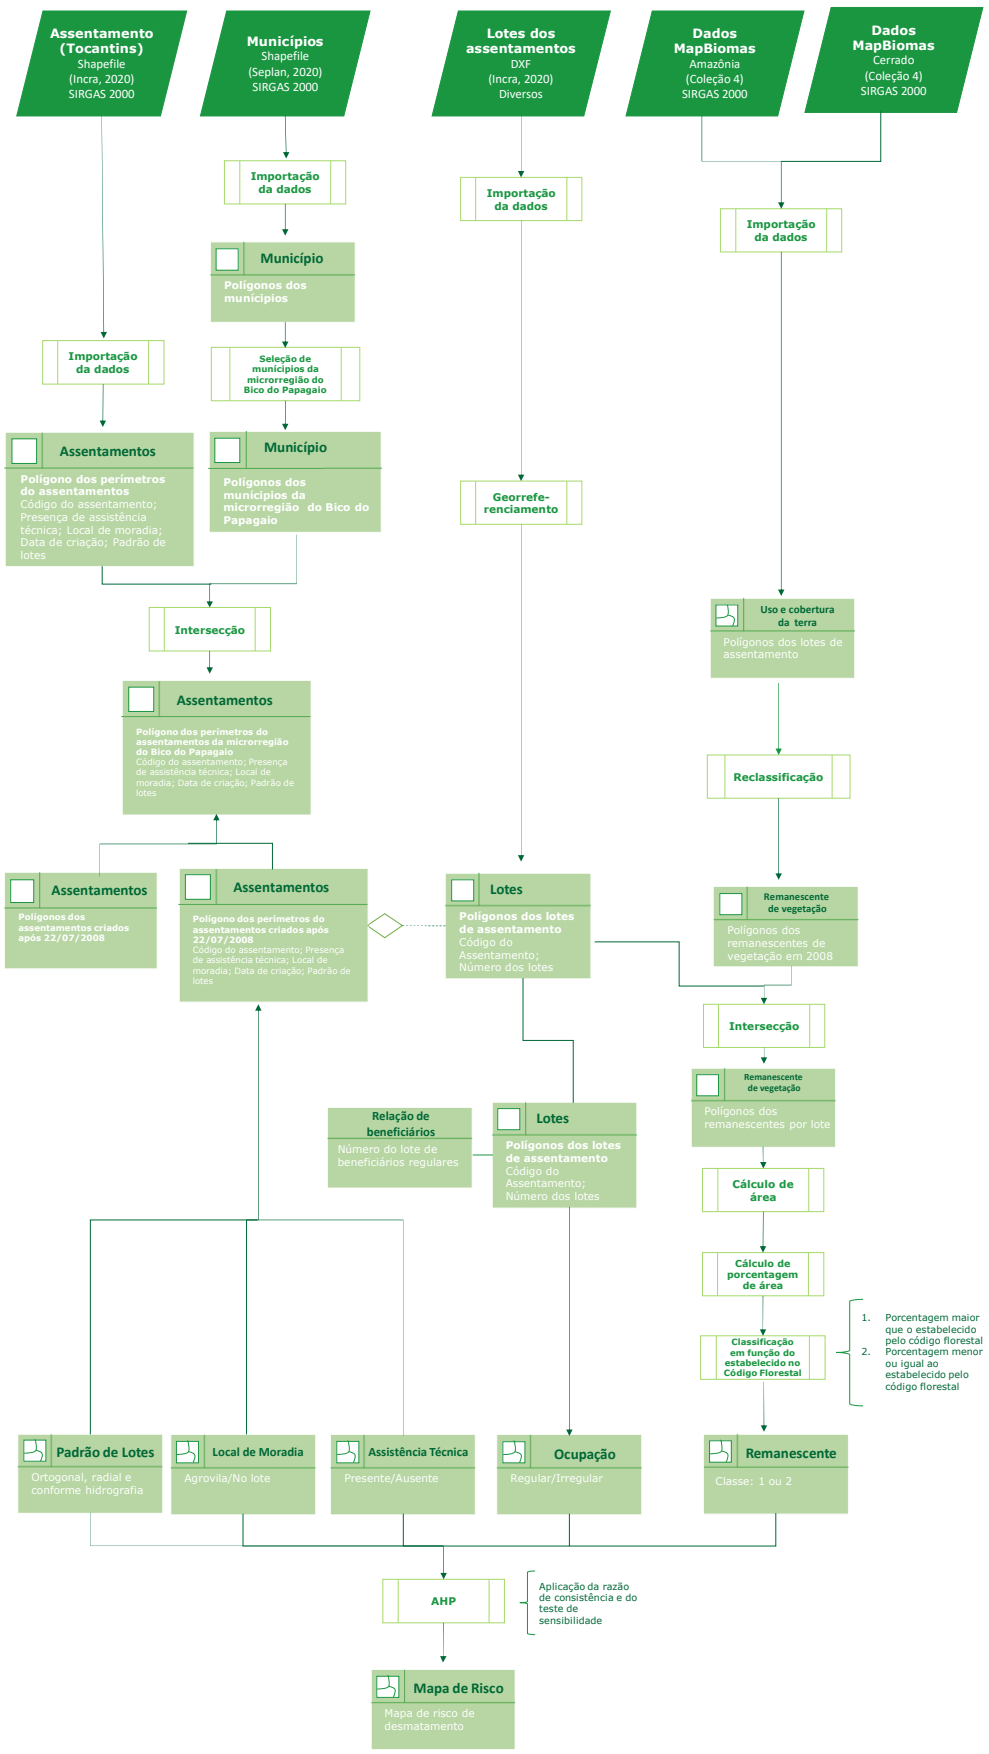 Assentamento
(Tocantins)
Shapefile
(Incra, 2020)
SIRGAS 2000
Municípios
Shapefile
(Seplan, 2020)
SIRGAS 2000
Lotes dos
assentamentos
DXF
(Incra, 2020)
Diversos
Dados
MapBiomas
Amazônia
(Coleção 4)
SIRGAS 2000
Dados
MapBiomas
Cerrado
(Coleção 4)
SIRGAS 2000
Importação
da dados
Importação
da dados
Importação
da dados
Município
Polígonos dos
munícipios
Importação
da dados
Seleção de
munícipios da
microrregião do
Bico do Papagaio
Assentamentos
Polígono dos perímetros
do assentamentos
Código do assentamento;
Presença de assistência
técnica; Local de moradia;
Data de criação; Padrão de
lotes
Município
Polígonos dos
munícipios da
microrregião  do Bico do
Papagaio
Georrefe-
renciamento
Intersecção
Uso e cobertura
da  terra
Polígonos dos lotes de
assentamento
Assentamentos
Polígono dos perímetros do
assentamentos da microrregião
do Bico do Papagaio
Código do assentamento; Presença
de assistência técnica; Local de
moradia; Data de criação; Padrão de
lotes
Reclassificação
Assentamentos
Polígonos dos
assentamentos criados
após 22/07/2008
Assentamentos
Polígono dos perímetros do
assentamentos criados após
22/07/2008
Código do assentamento; Presença
de assistência técnica; Local de
moradia; Data de criação; Padrão de
lotes
Lotes
Polígonos dos lotes
de assentamento
Código do
Assentamento;
Número dos lotes
Remanescente
de vegetação
Polígonos dos
remanescentes de
vegetação em 2008
Intersecção
Remanescente
de vegetação
Polígonos dos
remanescentes por lote
Relação de
beneficiários
Número do lote de
beneficiários regulares
Lotes
Polígonos dos lotes
de assentamento
Código do
Assentamento;
Número dos lotes
Cálculo de
área
Cálculo de
porcentagem
de área
Classificação
em função do
estabelecido no
Código Florestal
1. Porcentagem maior
que o estabelecido
pelo código florestal
2. Porcentagem menor
ou igual ao
estabelecido pelo
código florestal
Padrão de Lotes
Ortogonal, radial e
conforme hidrografia
Local de Moradia
Agrovila/No lote
Assistência Técnica
Presente/Ausente
Ocupação
Regular/Irregular
Remanescente
Classe: 1 ou 2
AHP
Aplicação da razão
de consistência e do
teste de
sensibilidade
Mapa de Risco
Mapa de risco de
desmatamento